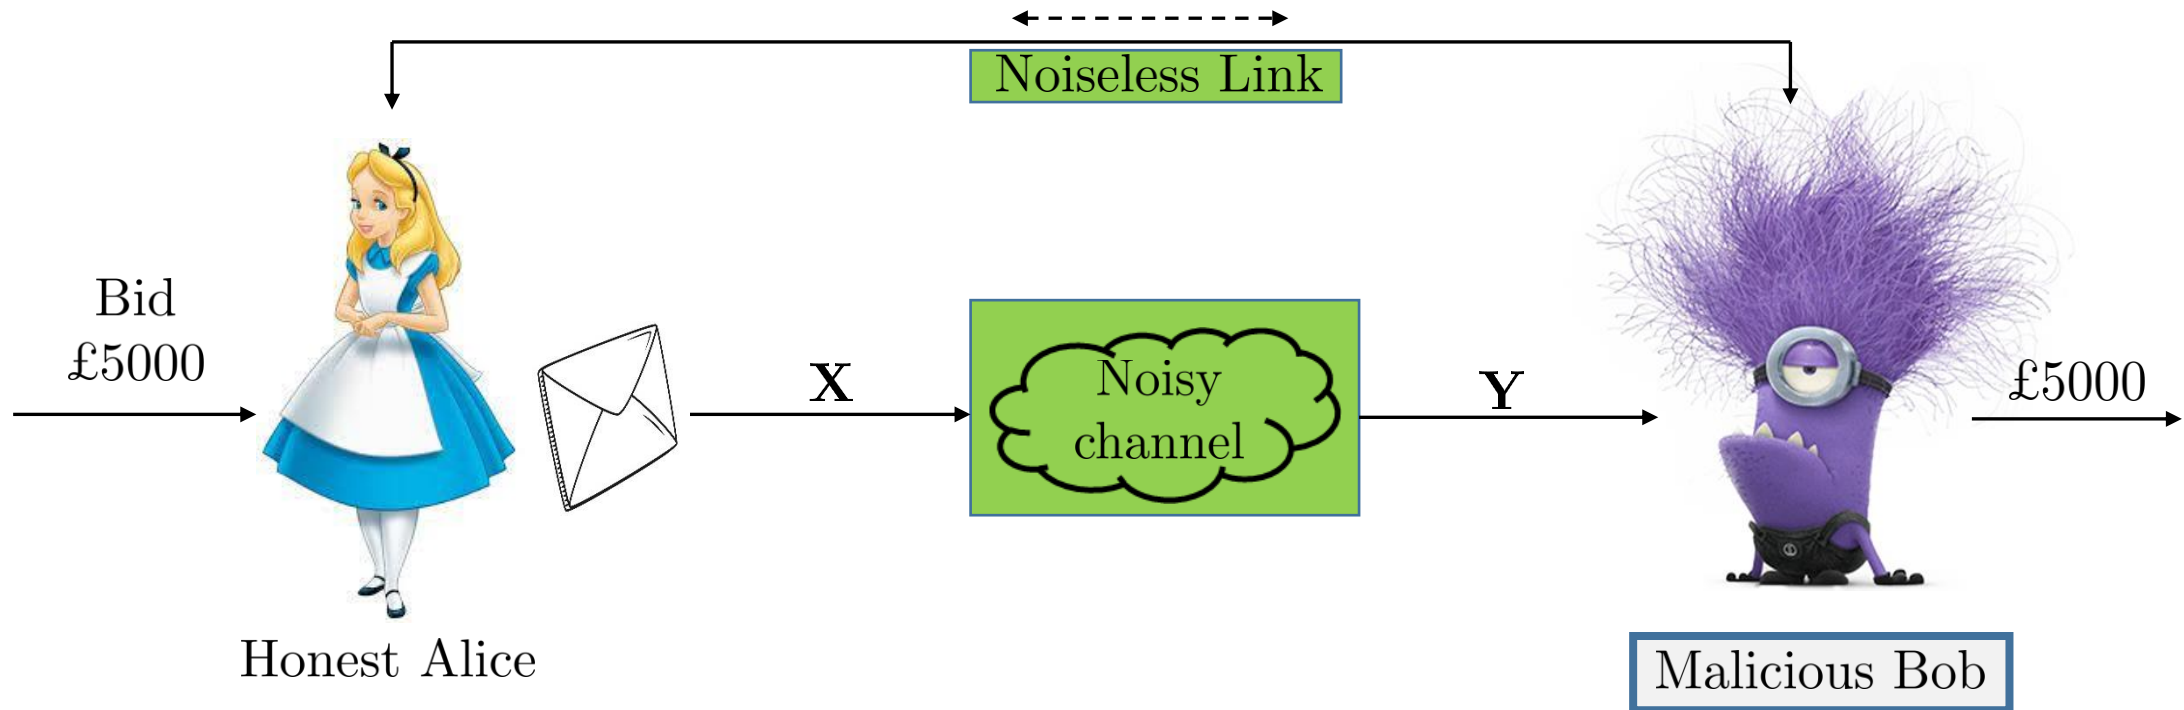 Noiseless Link
Bid
£5000
X
Noisy
channel
Y
£5000
Honest Alice
Malicious Bob